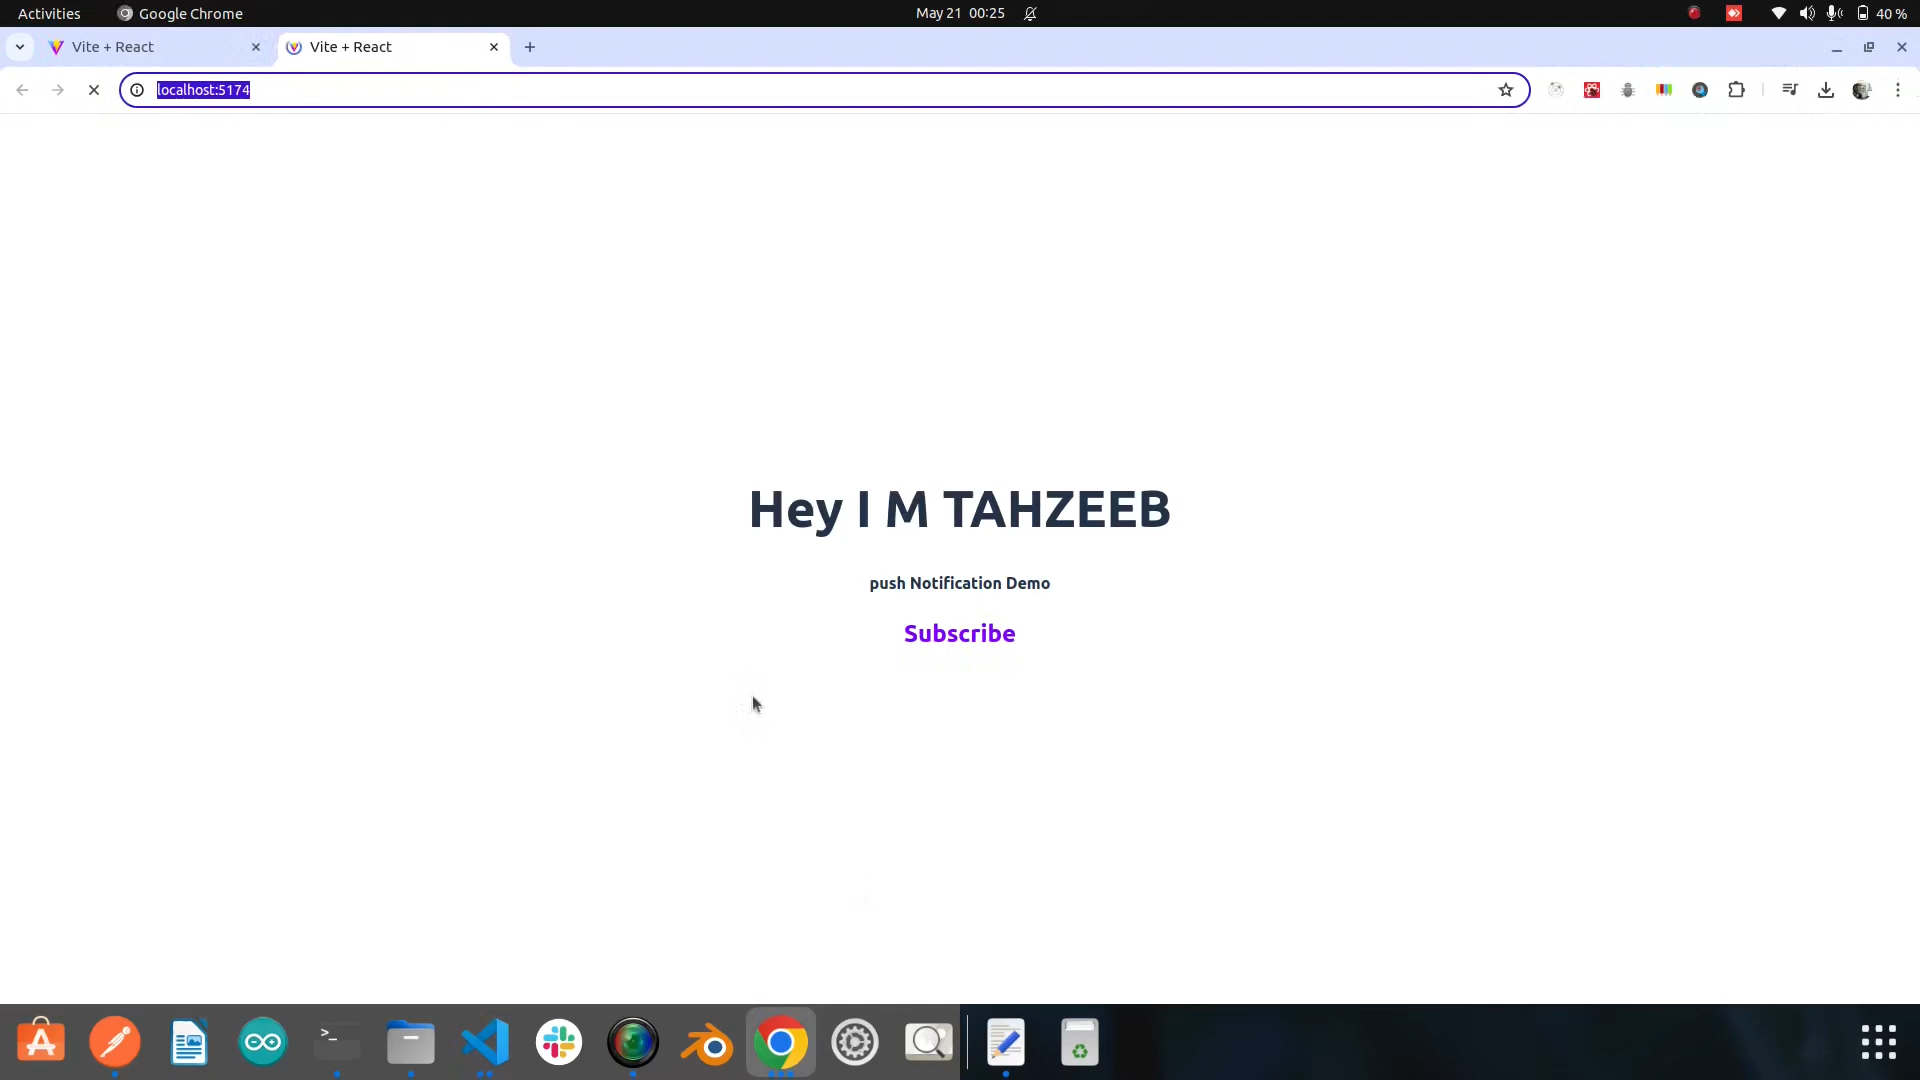 Activities
Google Chrome
May 21 00:25
40 %
Vite + React
Vite + React
localhost:5174
Hey I M TAHZEEB
push Notification Demo
Subscribe